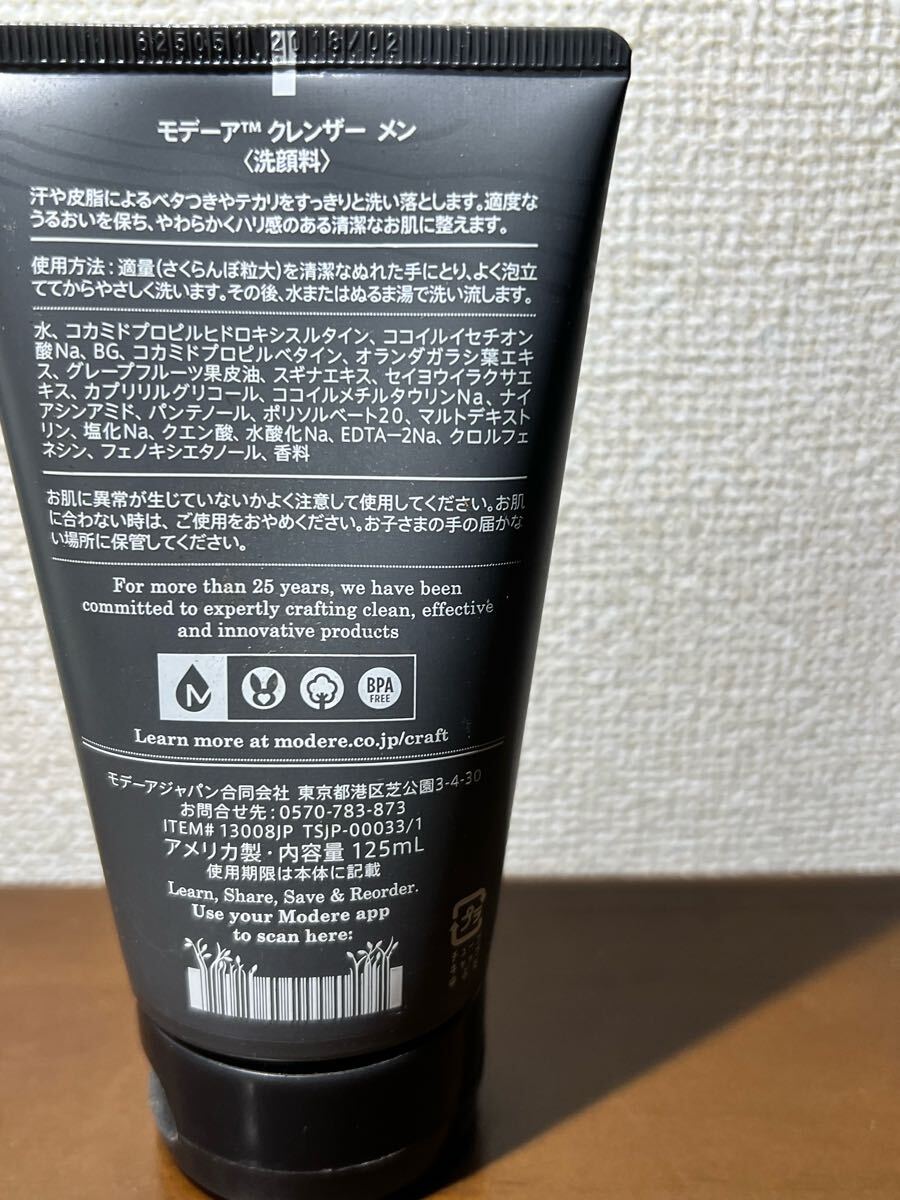 625051 2018/02
モデーア™ クレンザー メン
〈洗顔料〉
汗や皮脂によるベタつきやテカリをすっきりと洗い落とします。適度な
うるおいを保ち、やわらかくハリ感のある清潔なお肌に整えます。
使用方法：適量(さくらんぼ粒大)を清潔なぬれた手にとり、よく泡立
ててからやさしく洗います。その後、水またはぬるま湯で洗い流します。
水、コカミドプロピルヒドロキシスルタイン、ココイルイセチオン
酸Na、BG、コカミドプロピルベタイン、オランダガラシ葉エキ
ス、グレープフルーツ果皮油、スギナエキス、セイヨウイラクサエ
キス、カプリリルグリコール、ココイルメチルタウリンNa、ナイ
アシンアミド、パンテノール、ポリソルベート20、マルトデキスト
リン、塩化Na、クエン酸、水酸化Na、EDTA－2Na、クロルフェ
ネシン、フェノキシエタノール、香料
お肌に異常が生じていないかよく注意して使用してください。お肌
に合わない時は、ご使用をおやめください。お子さまの手の届かな
い場所に保管してください。
For more than 25 years, we have been
committed to expertly crafting clean, effective
and innovative products
BPA
FREE
Learn more at modere.co.jp/craft
モデーアジャパン合同会社 東京都港区芝公園3-4-30
お問合せ先：0570-783-873
ITEM# 13008JP TSJP-00033/1
アメリカ製・内容量 125mL
使用期限は本体に記載
Learn, Share, Save & Reorder.
Use your Modere app
to scan here:
プラ